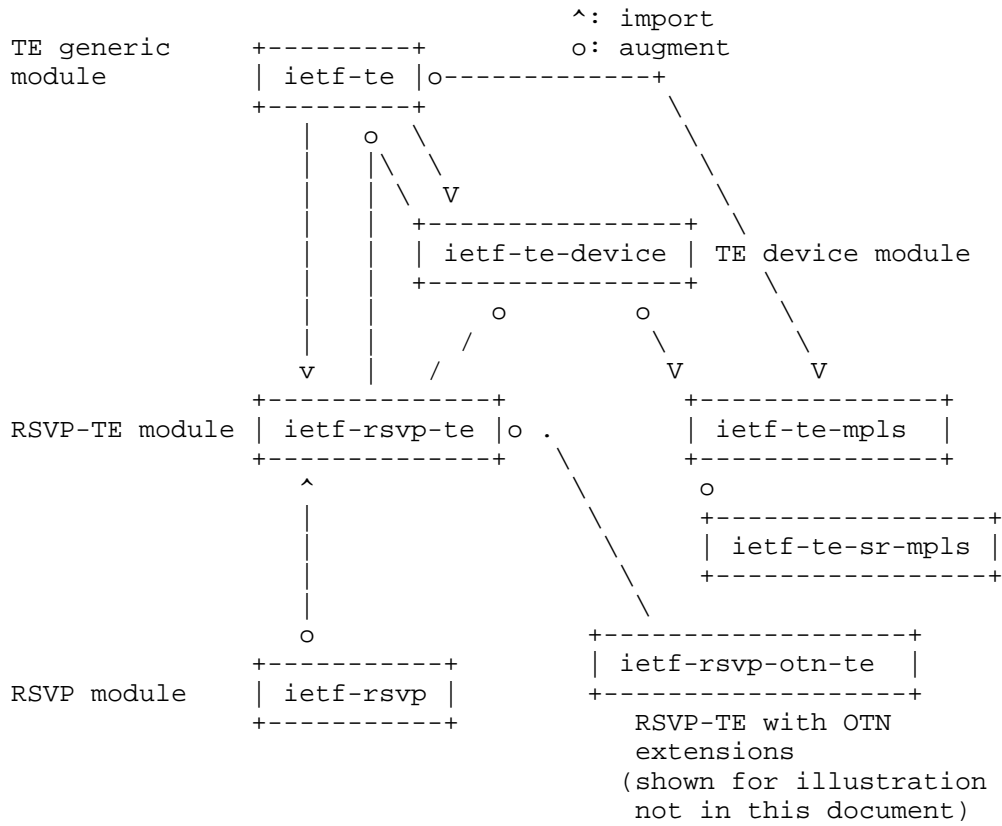 ^: import
TE generic +---------+ o: augment
module | ietf-te |o-------------+
+---------+ \
| o \ \
| |\ \ \
| | \ V \
| | +----------------+ \
| | | ietf-te-device | TE device module
| | +----------------+ \
| | o o \
| | / \ \
v | / V V
+--------------+ +---------------+
RSVP-TE module | ietf-rsvp-te |o . | ietf-te-mpls |
+--------------+ \ +---------------+
^ \ o
| \ +-----------------+
| \ | ietf-te-sr-mpls |
| \ +-----------------+
| \
o +-------------------+
+-----------+ | ietf-rsvp-otn-te |
RSVP module | ietf-rsvp | +-------------------+
+-----------+ RSVP-TE with OTN
extensions
(shown for illustration
not in this document)